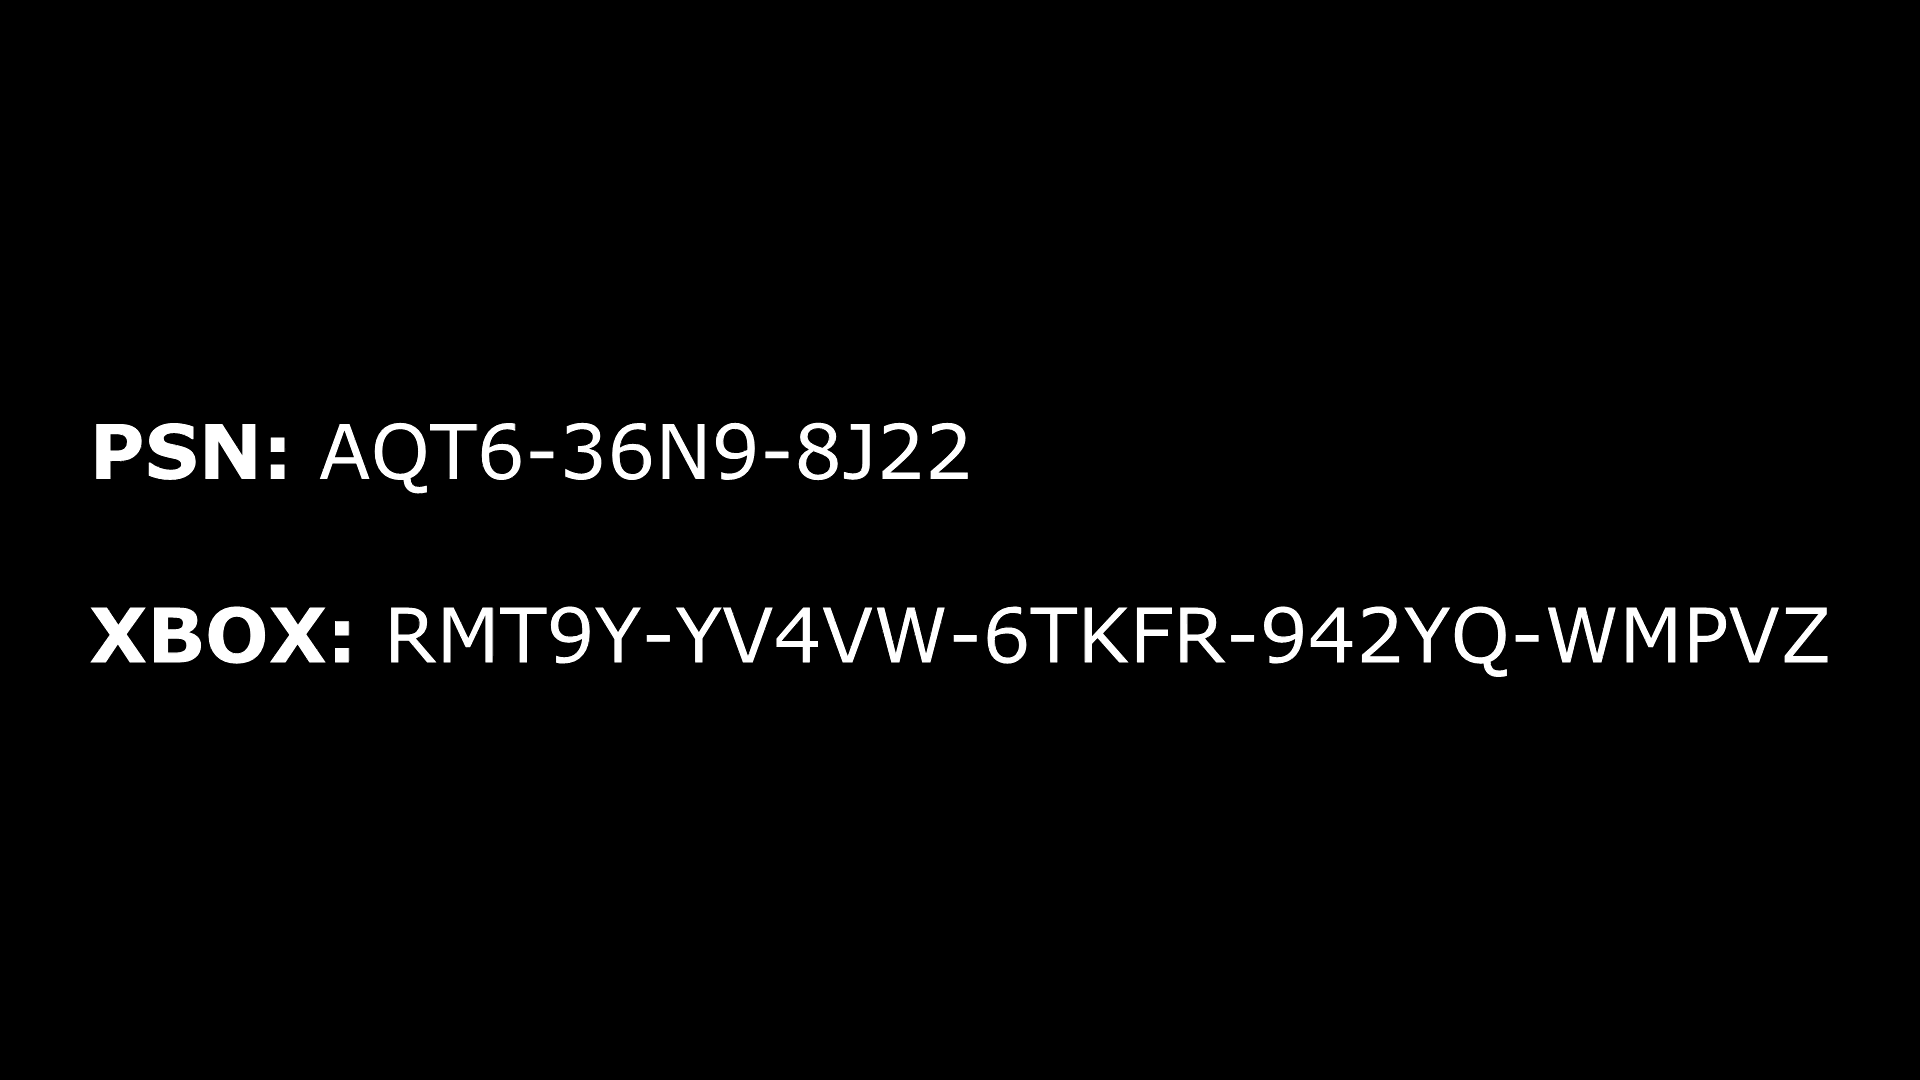 PSN: AQT6-36N9-8J22
XBOX: RMT9Y-YV4VW-6TKFR-942YQ-WMPVZ